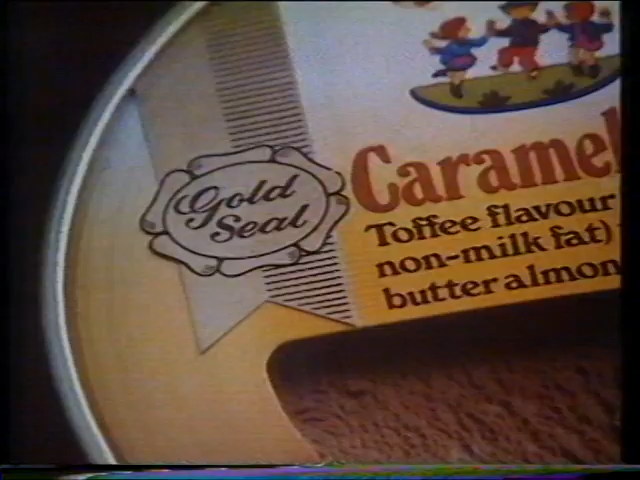 Gold
Seal
Caramel
Toffee flavour
non-milk fat)
butter almon